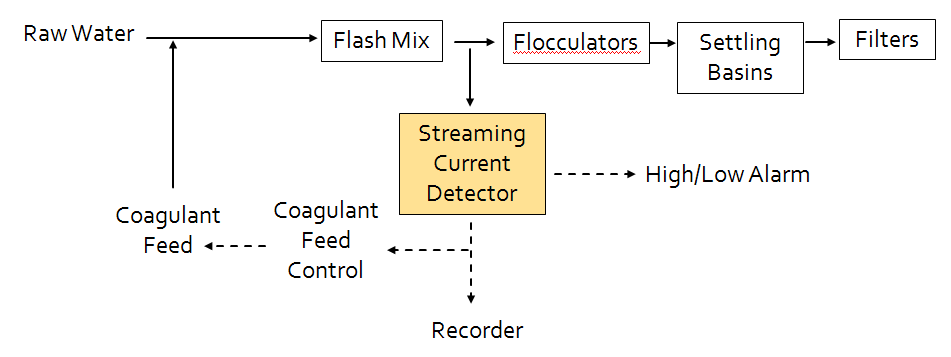 Raw Water
Flash Mix
Flocculators
Settling
Basins
Filters
Streaming
Current
Detector
High/Low Alarm
Coagulant
Feed
Coagulant
Feed
Control
Recorder